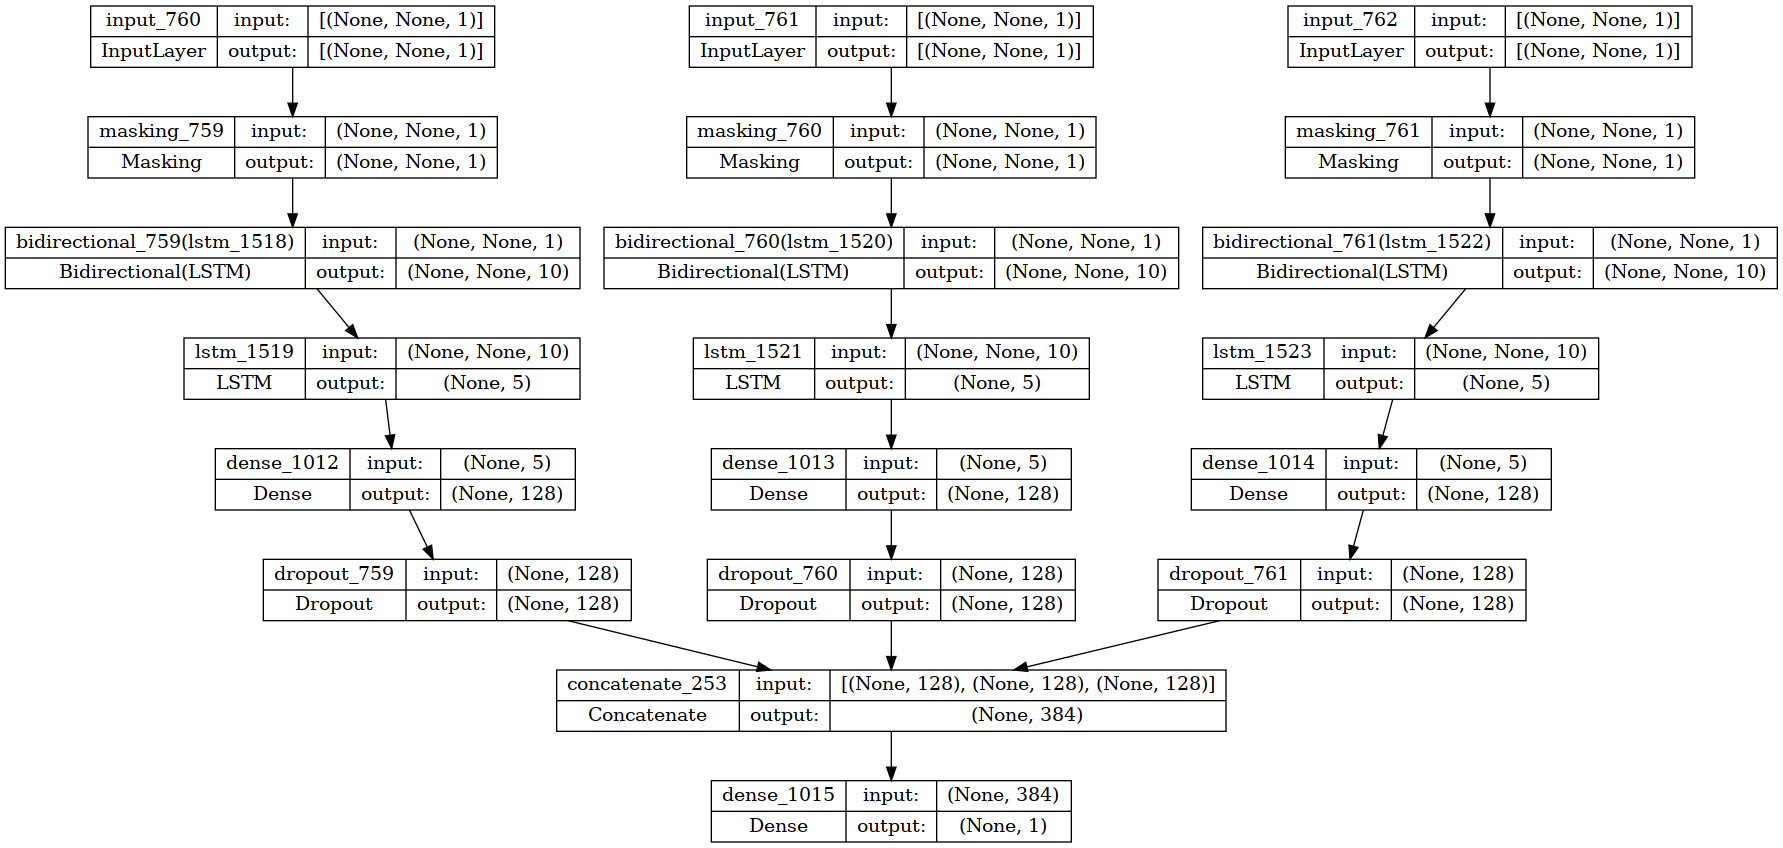 input_760 input: [(None, None, 1)]
InputLayer output: [(None, None, 1)]
input_761 input: [(None, None, 1)]
InputLayer output: [(None, None, 1)]
input_762 input: [(None, None, 1)]
InputLayer output: [(None, None, 1)]
masking_759 input: (None, None, 1)
Masking output: (None, None, 1)
masking_760 input: (None, None, 1)
Masking output: (None, None, 1)
masking_761 input: (None, None, 1)
Masking output: (None, None, 1)
bidirectional_759(lstm_1518) input: (None, None, 1)
Bidirectional(LSTM) output: (None, None, 10)
bidirectional_760(lstm_1520) input: (None, None, 1)
Bidirectional(LSTM) output: (None, None, 10)
bidirectional_761(lstm_1522) input: (None, None, 1)
Bidirectional(LSTM) output: (None, None, 10)
lstm_1519 input: (None, None, 10)
LSTM output: (None, 5)
lstm_1521 input: (None, None, 10)
LSTM output: (None, 5)
lstm_1523 input: (None, None, 10)
LSTM output: (None, 5)
dense_1012 input: (None, 5)
Dense output: (None, 128)
dense_1013 input: (None, 5)
Dense output: (None, 128)
dense_1014 input: (None, 5)
Dense output: (None, 128)
dropout_759 input: (None, 128)
Dropout output: (None, 128)
dropout_760 input: (None, 128)
Dropout output: (None, 128)
dropout_761 input: (None, 128)
Dropout output: (None, 128)
concatenate_253 input: [(None, 128), (None, 128), (None, 128)]
Concatenate output: (None, 384)
dense_1015 input: (None, 384)
Dense output: (None, 1)